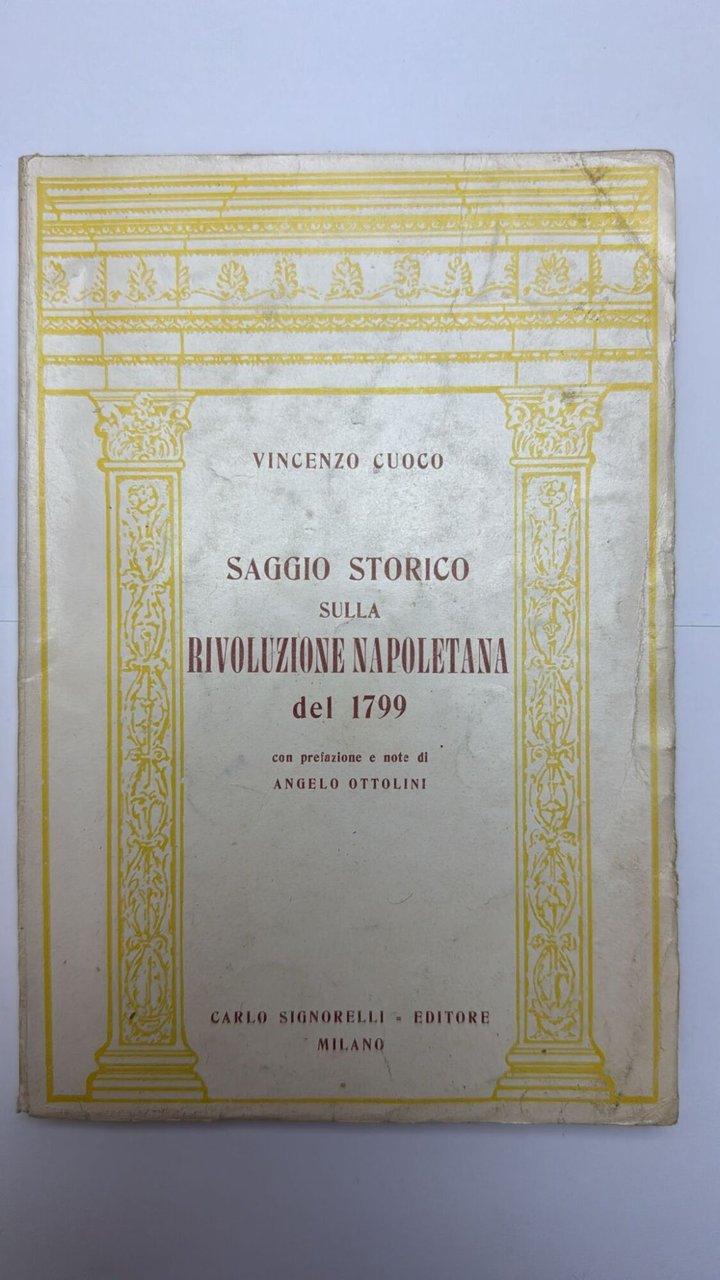 VINCENZO CUOCO
SAGGIO STORICO
SULLA
RIVOLUZIONE NAPOLETANA
del 1799
con prefazione e note di
ANGELO OTTOLINI
CARLO SIGNORELLI - EDITORE
MILANO